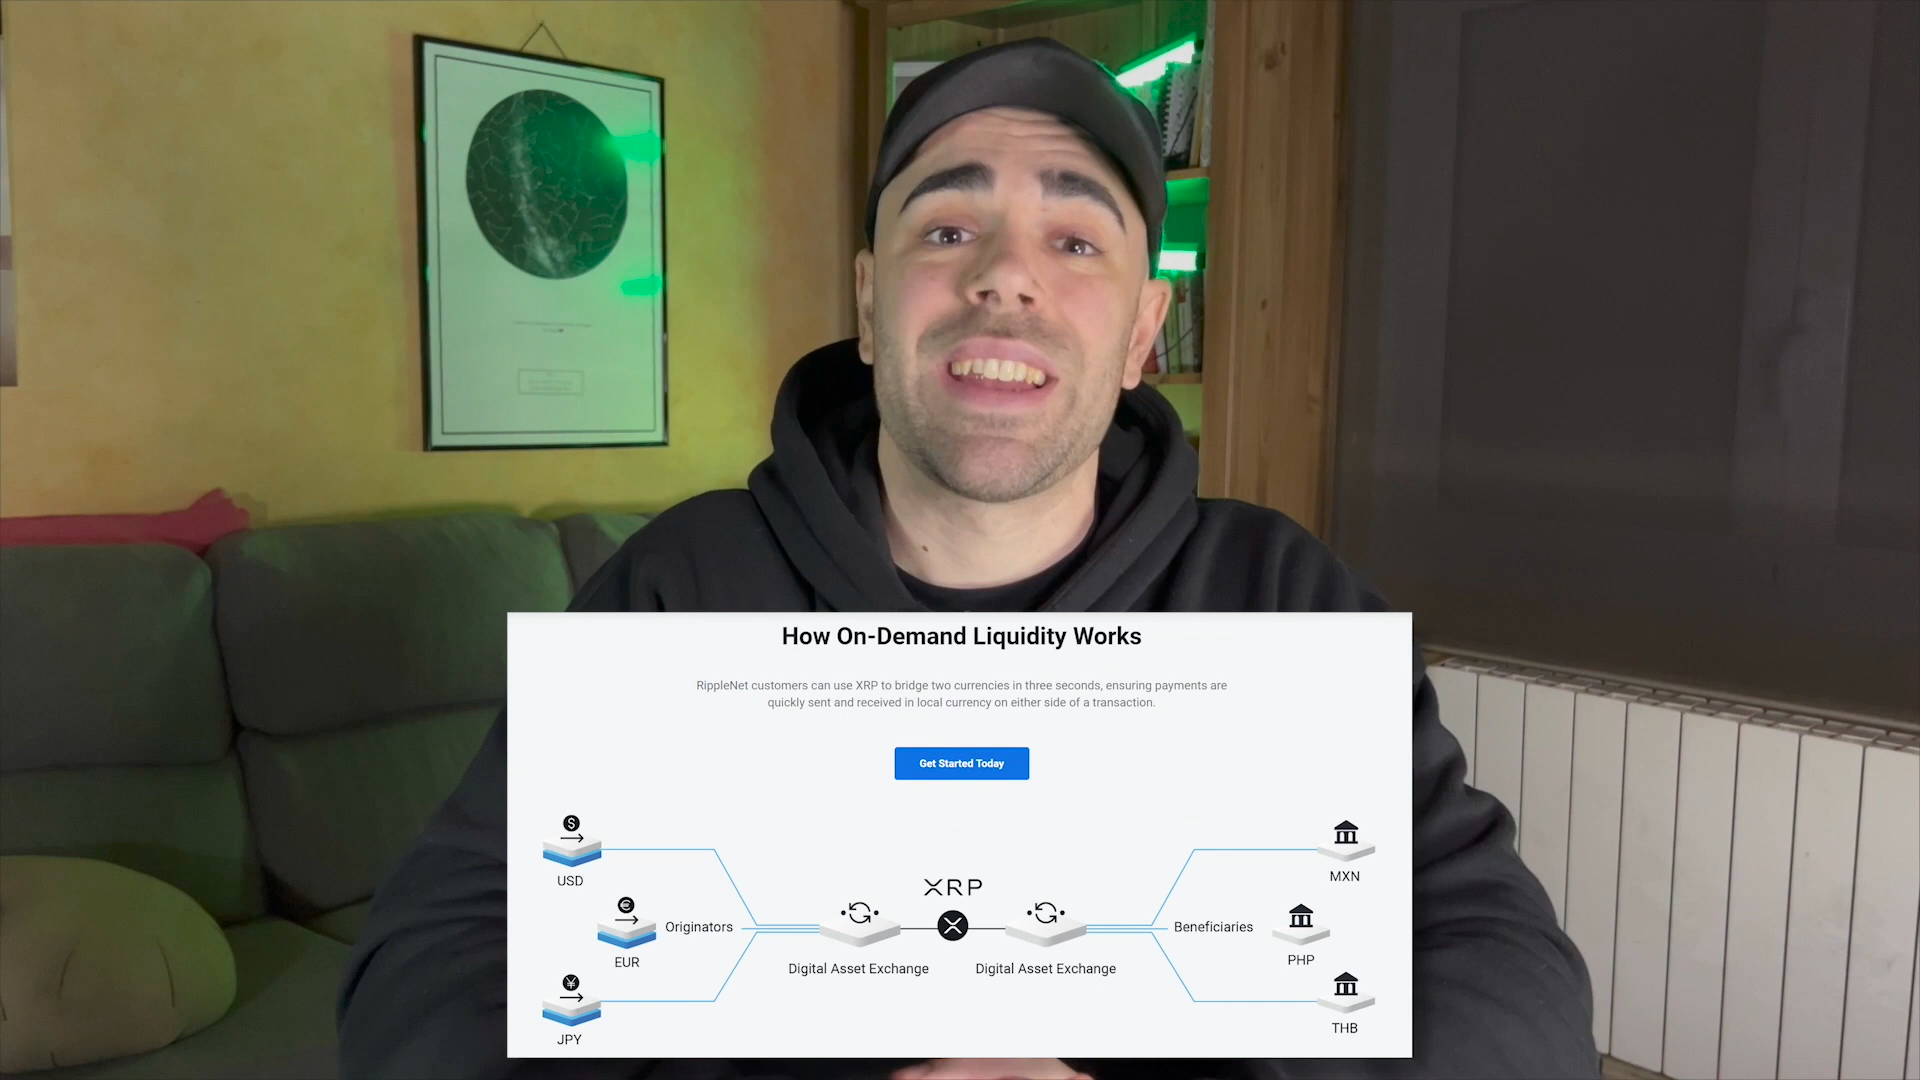 How On-Demand Liquidity Works
RippleNet customers can use XRP to bridge two currencies in three seconds, ensuring payments are
quickly sent and received in local currency on either side of a transaction.
Get Started Today
USD
EUR
JPY
Originators
XRP
Digital Asset Exchange
Digital Asset Exchange
Beneficiaries
MXN
PHP
THB